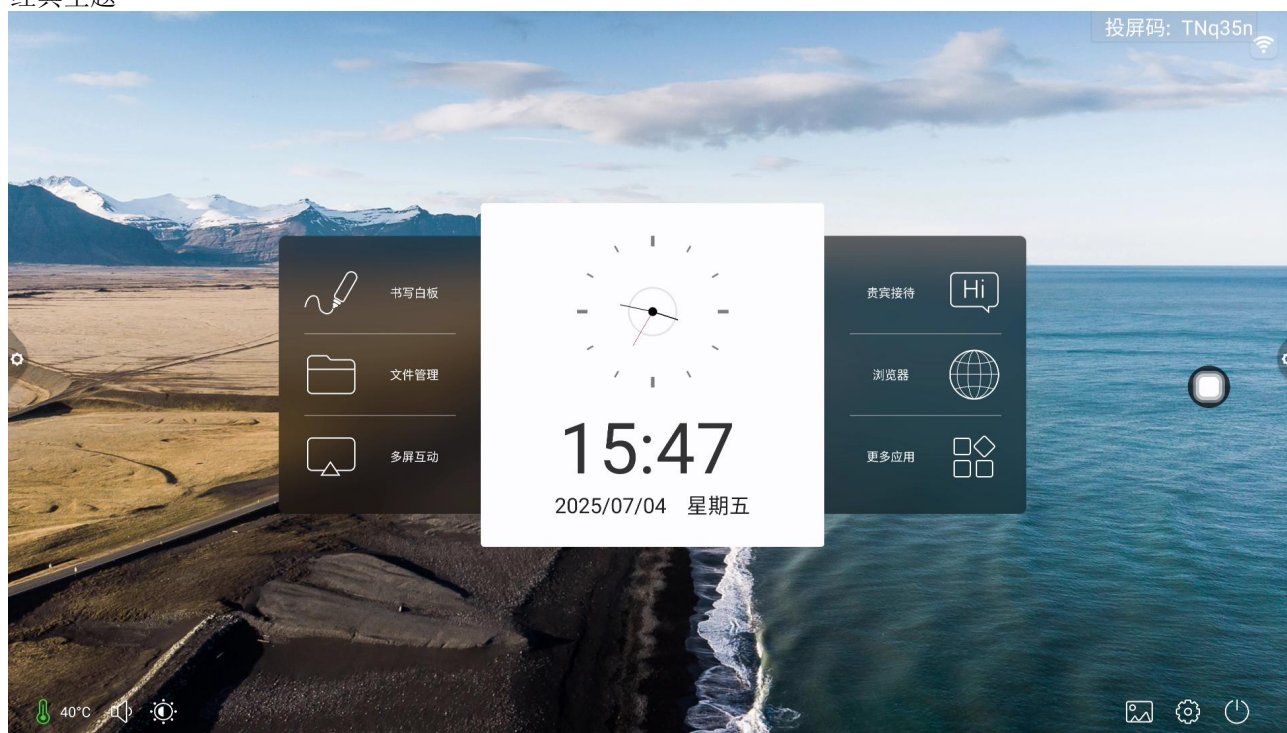 经典主题
投屏码: TNq35n
书写白板
文件管理
多屏互动
15:47
2025/07/04 星期五
贵宾接待
Hi
浏览器
更多应用
40°C